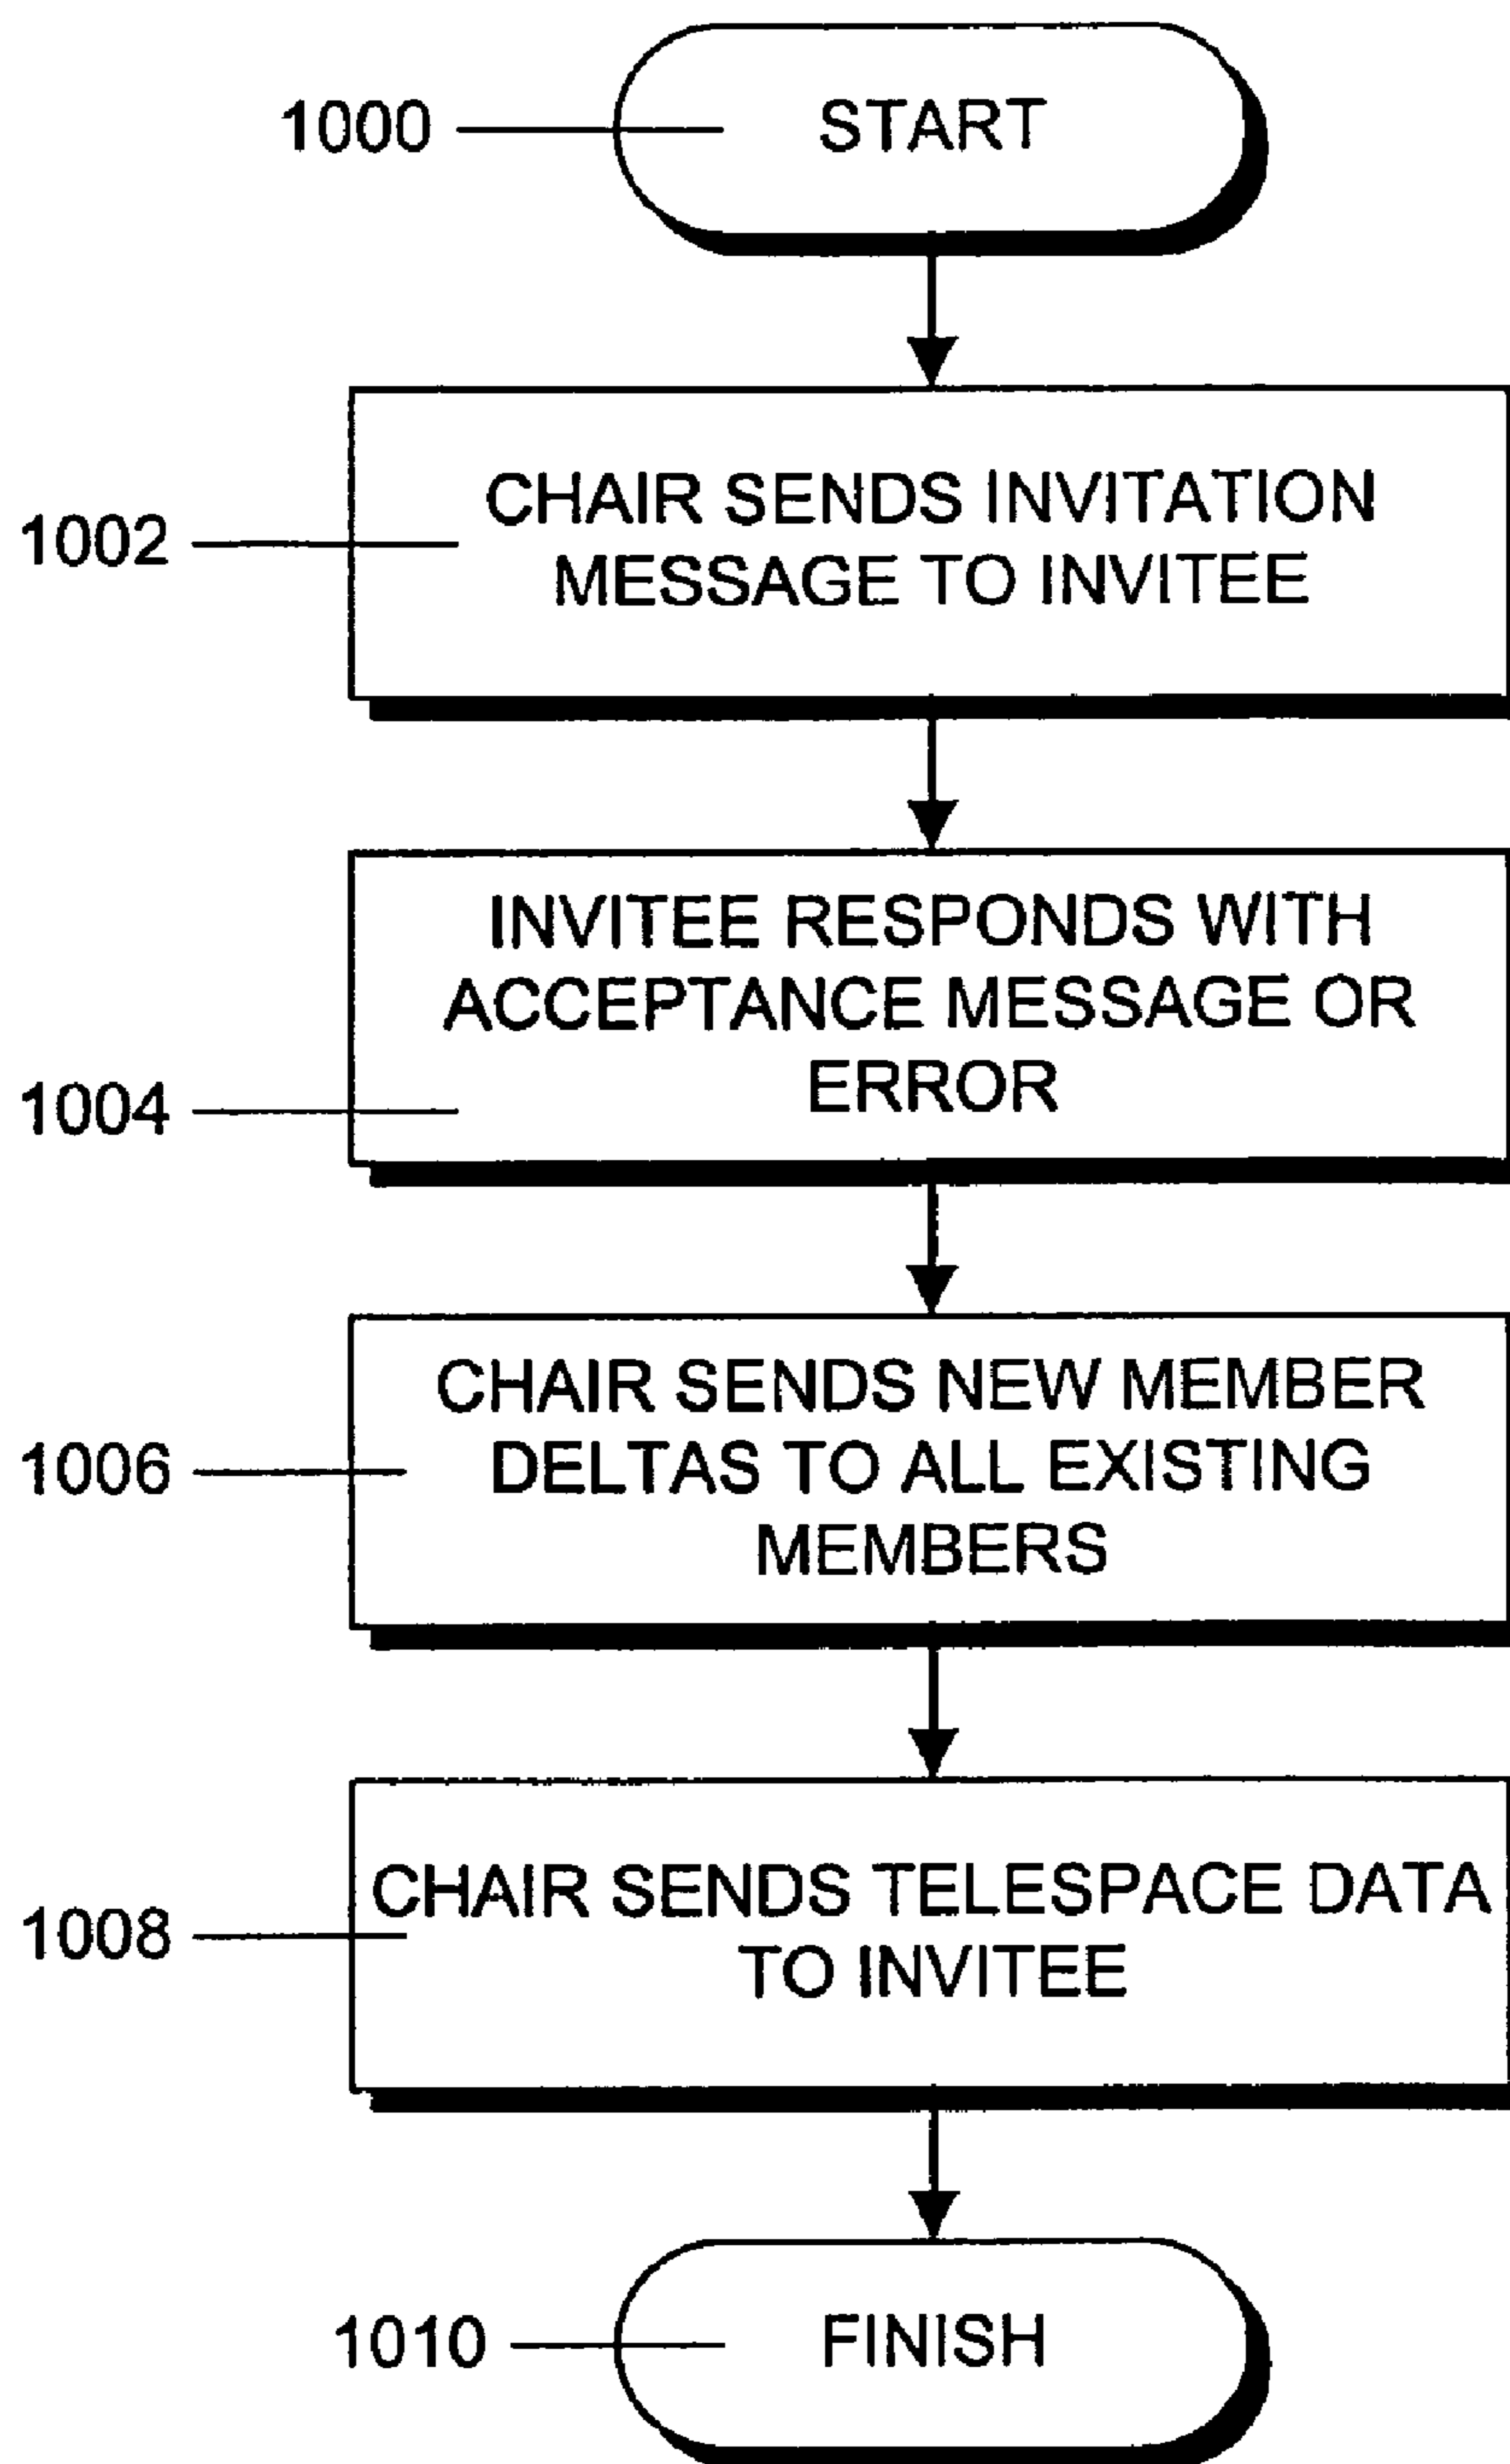 1000
START
1002
CHAIR SENDS INVITATION
MESSAGE TO INVITEE
INVITEE RESPONDS WITH
ACCEPTANCE MESSAGE OR
ERROR
1004
CHAIR SENDS NEW MEMBER
1006
DELTAS TO ALL EXISTING
MEMBERS
CHAIR SENDS TELESPACE DATA
1008
TO INVITEE
1010
FINISH